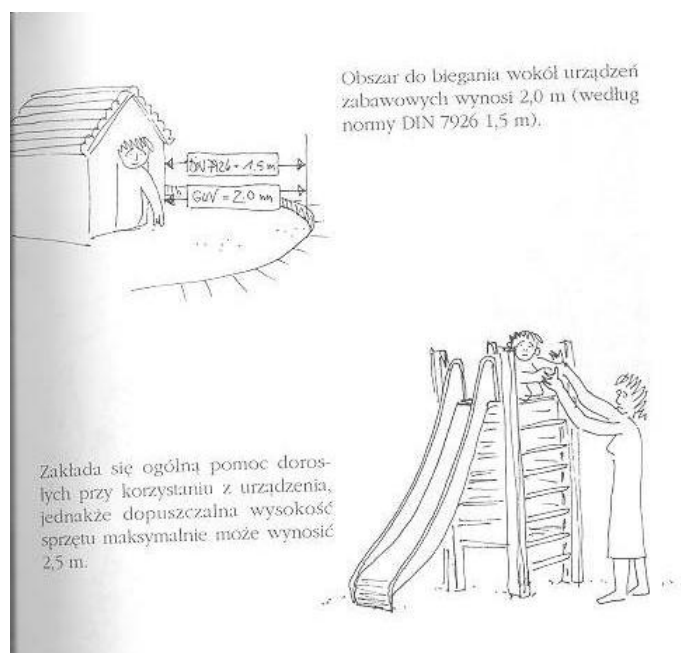 Obszar do biegania wokół urządzeń
zabawowych wynosi 2,0 m (według
normy DIN 7926 1,5 m).
DIN 7926 = 1.5 m
GUV = 2.0 m
Zakłada się ogólną pomoc doros-
łych przy korzystaniu z urządzenia,
jednakże dopuszczalna wysokość
sprzętu maksymalnie może wynosić
2,5 m.